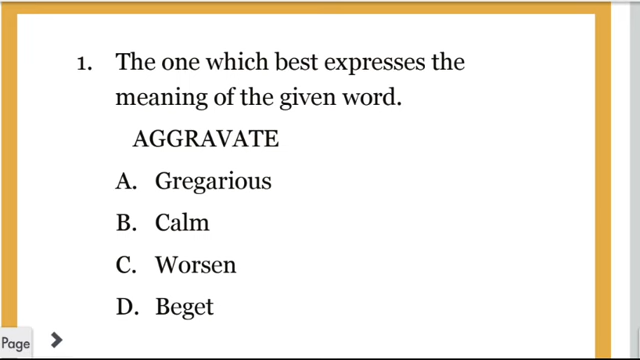 1. The one which best expresses the
meaning of the given word.
AGGRAVATE
A. Gregarious
B. Calm
C. Worsen
D. Beget
Page